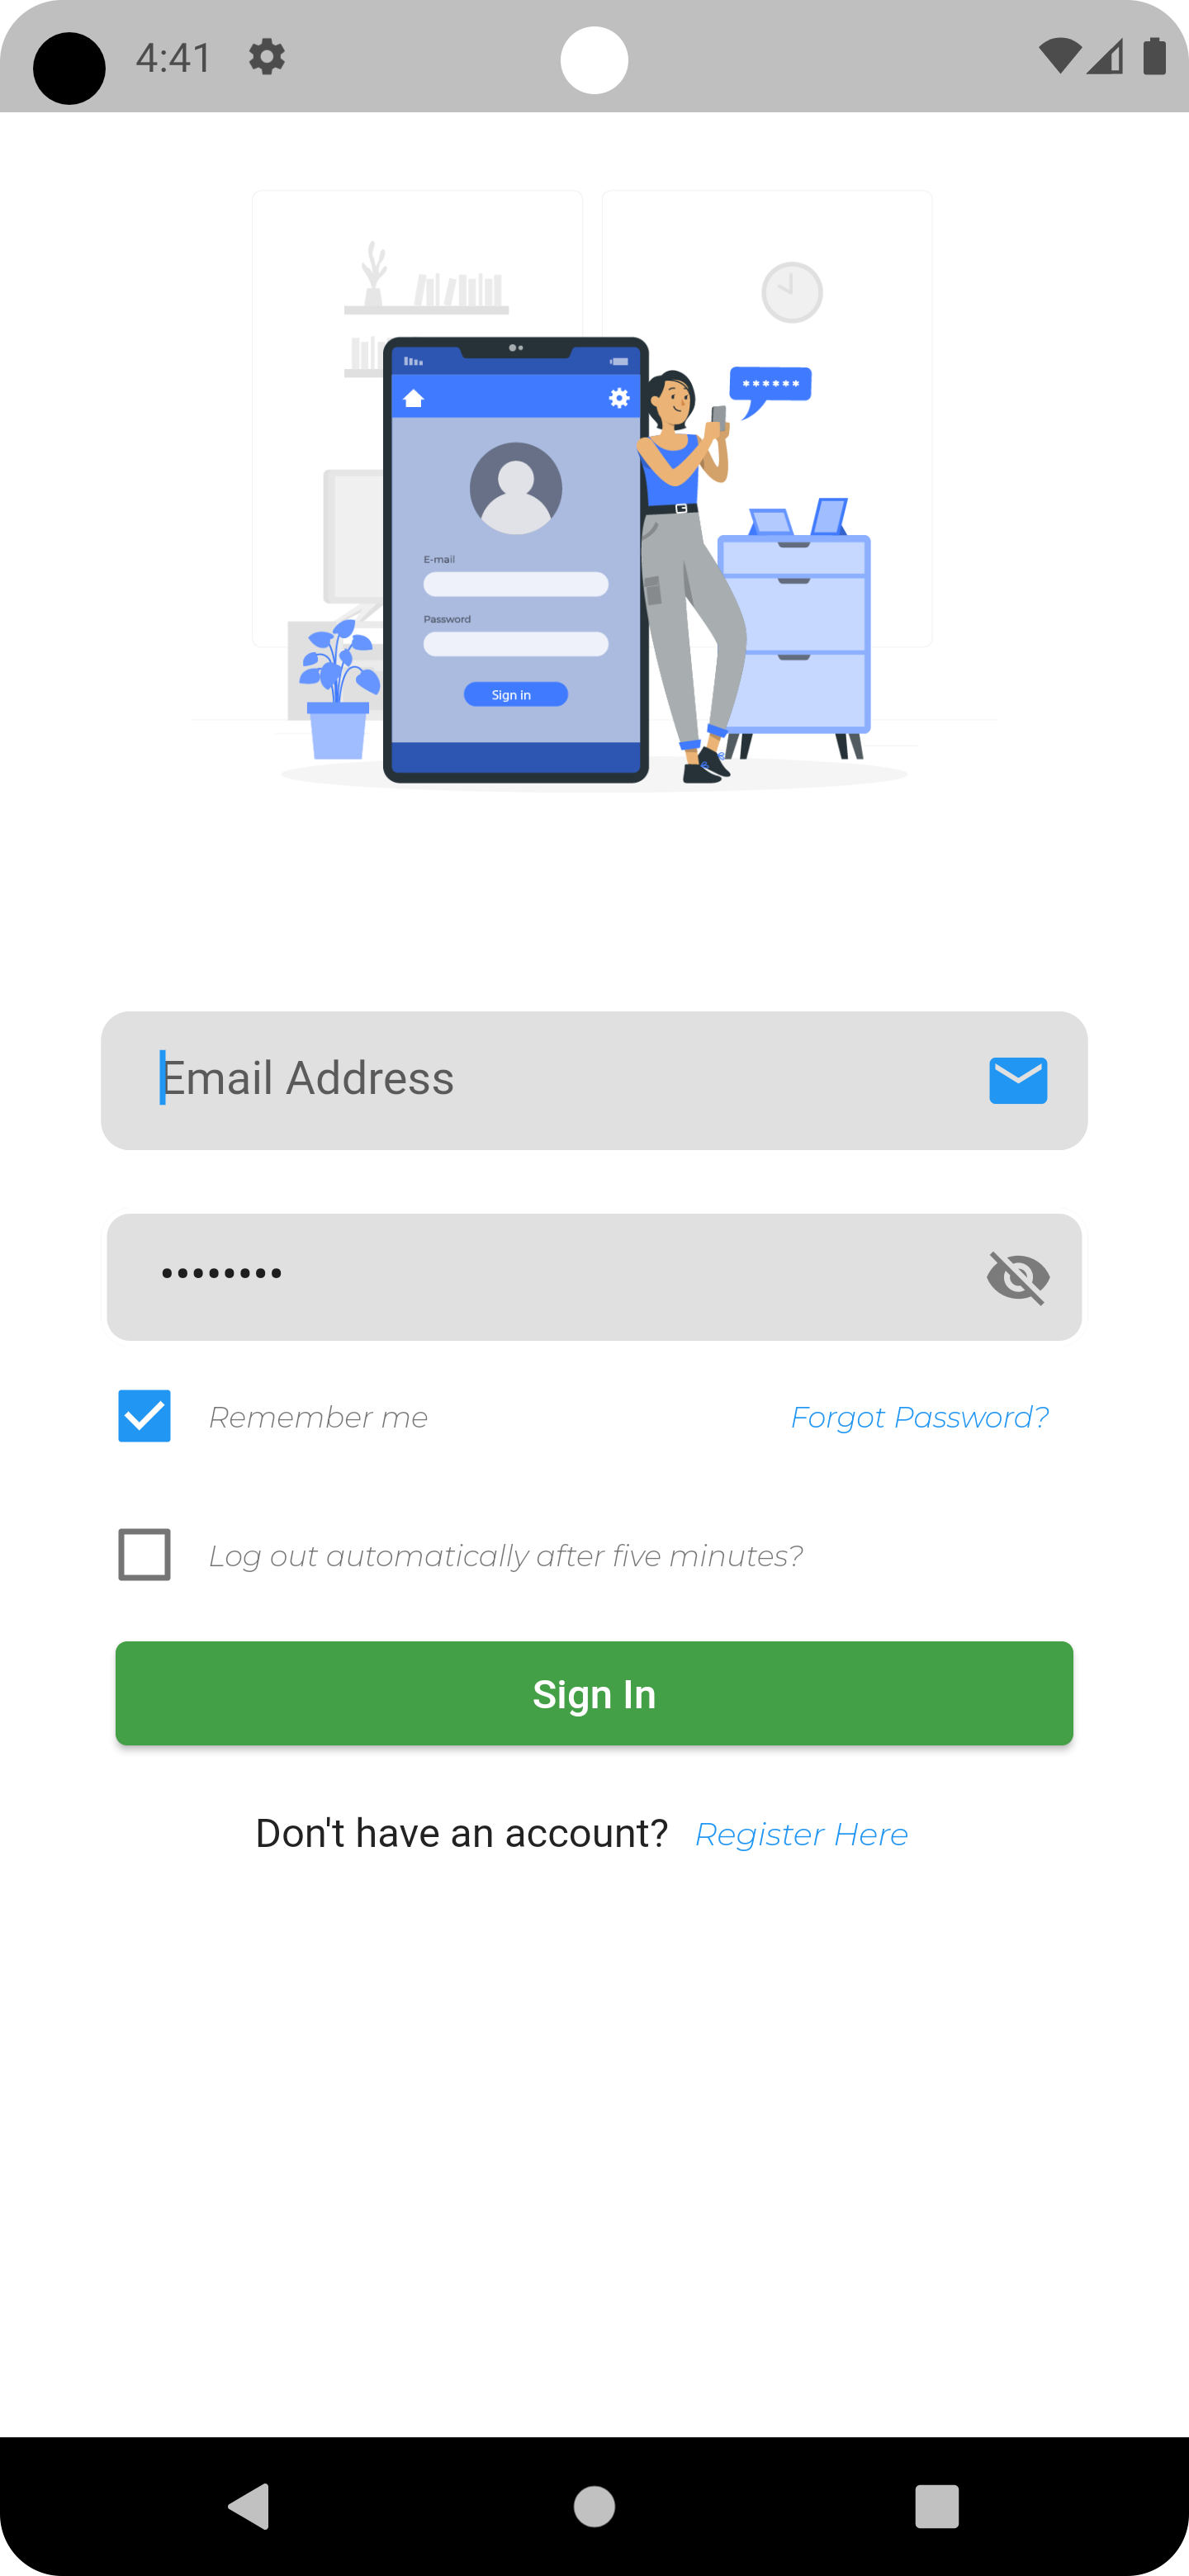 4:41
******
E-mail
Password
Sign in
Email Address
••••••••
Remember me
Forgot Password?
Log out automatically after five minutes?
Sign In
Don't have an account? Register Here